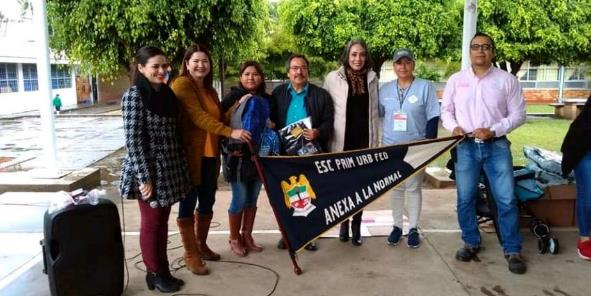 ESC PRIM URB FED
ANEXA A LA NORMAL